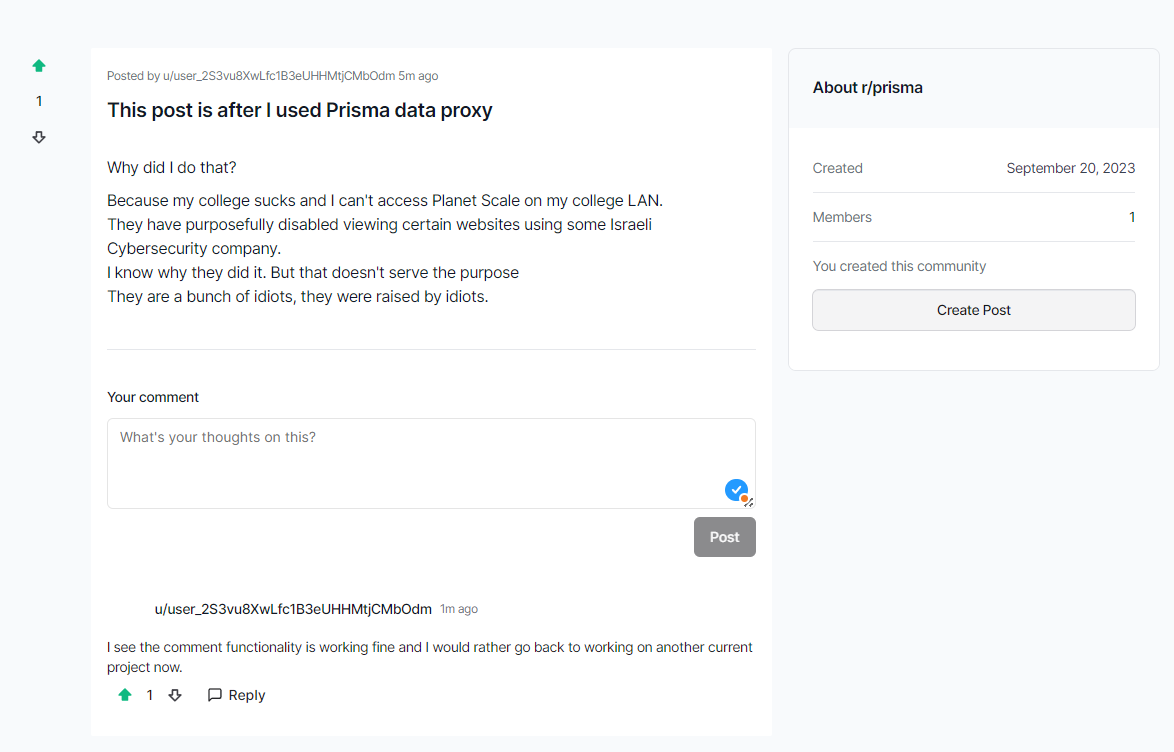 Posted by u/user_2S3vu8XwLfc1B3eUHHMtjCMbOdm 5m ago
1
This post is after I used Prisma data proxy
Why did I do that?
Because my college sucks and I can't access Planet Scale on my college LAN.
They have purposefully disabled viewing certain websites using some Israeli
Cybersecurity company.
I know why they did it. But that doesn't serve the purpose
They are a bunch of idiots, they were raised by idiots.
Your comment
What's your thoughts on this?
Post
u/user_2S3vu8XwLfc1B3eUHHMtjCMbOdm 1m ago
I see the comment functionality is working fine and I would rather go back to working on another current
project now.
1 Reply
About r/prisma
Created September 20, 2023
Members 1
You created this community
Create Post